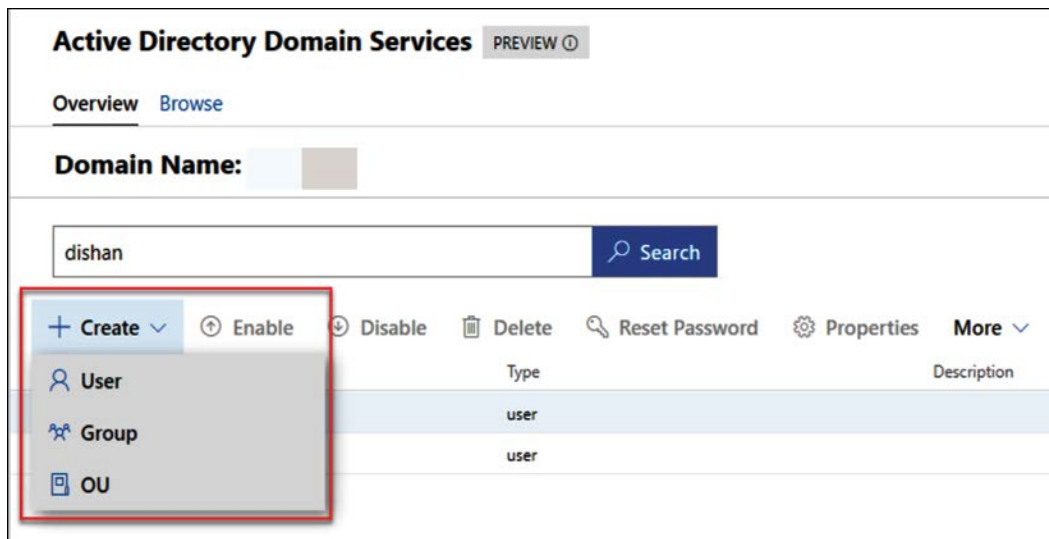 Active Directory Domain Services PREVIEW
Overview Browse
Domain Name:
dishan Search
Create Enable Disable Delete Reset Password Properties More
User Type Description
user
Group
user
OU